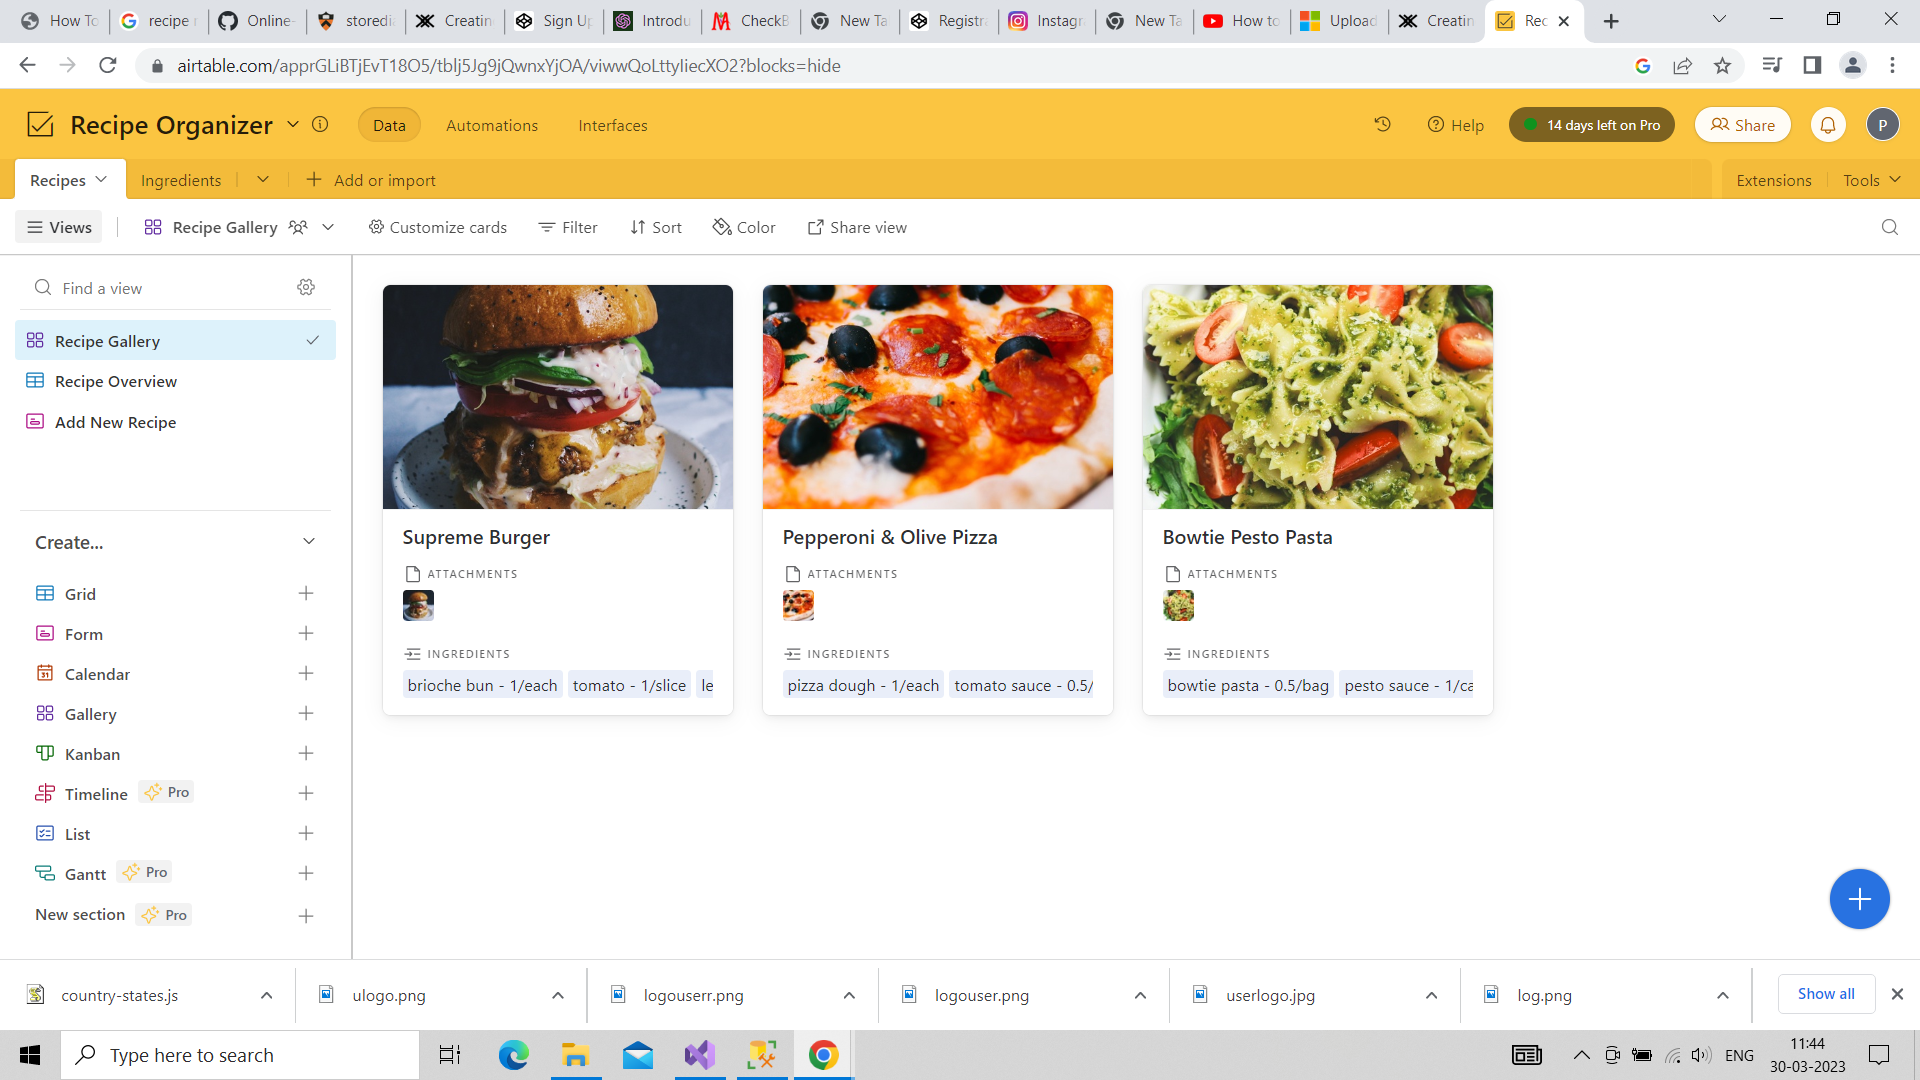 How To
recipe r
Online-
storedi
Creatin
Sign Up
Introdu
CheckB
New Ta
Registra
Instagr
New Ta
How to
Upload
Creatin
Rec
airtable.com/apprGLiBTjEvT18O5/tblj5Jg9jQwnxYjOA/viwwQoLttyIiecXO2?blocks=hide
Recipe Organizer
Data
Automations
Interfaces
Help
14 days left on Pro
Share
P
Recipes
Ingredients
Add or import
Extensions
Tools
Views
Recipe Gallery
Customize cards
Filter
Sort
Color
Share view
Find a view
Recipe Gallery
Recipe Overview
Add New Recipe
Create...
Grid
Form
Calendar
Gallery
Kanban
Timeline Pro
List
Gantt Pro
New section Pro
Supreme Burger
ATTACHMENTS
INGREDIENTS
brioche bun - 1/each tomato - 1/slice le
Pepperoni & Olive Pizza
ATTACHMENTS
INGREDIENTS
pizza dough - 1/each tomato sauce - 0.5/
Bowtie Pesto Pasta
ATTACHMENTS
INGREDIENTS
bowtie pasta - 0.5/bag pesto sauce - 1/ca
country-states.js
ulogo.png
logouserr.png
logouser.png
userlogo.jpg
log.png
Show all
Type here to search
ENG
11:44
30-03-2023